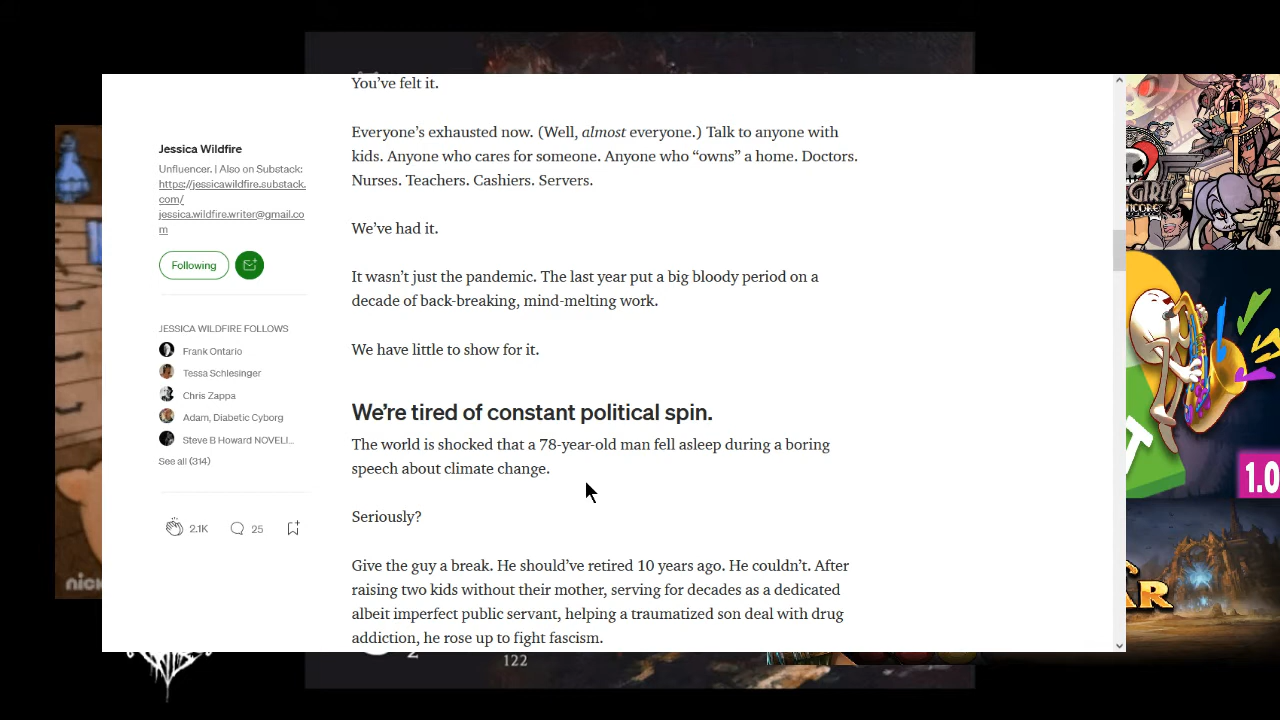 You’ve felt it.
Everyone’s exhausted now. (Well, almost everyone.) Talk to anyone with
kids. Anyone who cares for someone. Anyone who “owns” a home. Doctors.
Nurses. Teachers. Cashiers. Servers.
We’ve had it.
It wasn’t just the pandemic. The last year put a big bloody period on a
decade of back-breaking, mind-melting work.
We have little to show for it.
We’re tired of constant political spin.
The world is shocked that a 78-year-old man fell asleep during a boring
speech about climate change.
Seriously?
Give the guy a break. He should’ve retired 10 years ago. He couldn’t. After
raising two kids without their mother, serving for decades as a dedicated
albeit imperfect public servant, helping a traumatized son deal with drug
addiction, he rose up to fight fascism.
Jessica Wildfire
Unfluencer. | Also on Substack:
https://jessicawildfire.substack.
com/
jessica.wildfire.writer@gmail.co
m
Following
JESSICA WILDFIRE FOLLOWS
Frank Ontario
Tessa Schlesinger
Chris Zappa
Adam, Diabetic Cyborg
Steve B Howard NOVELI...
See all (314)
2.1K
25
nick
2
122
1.0